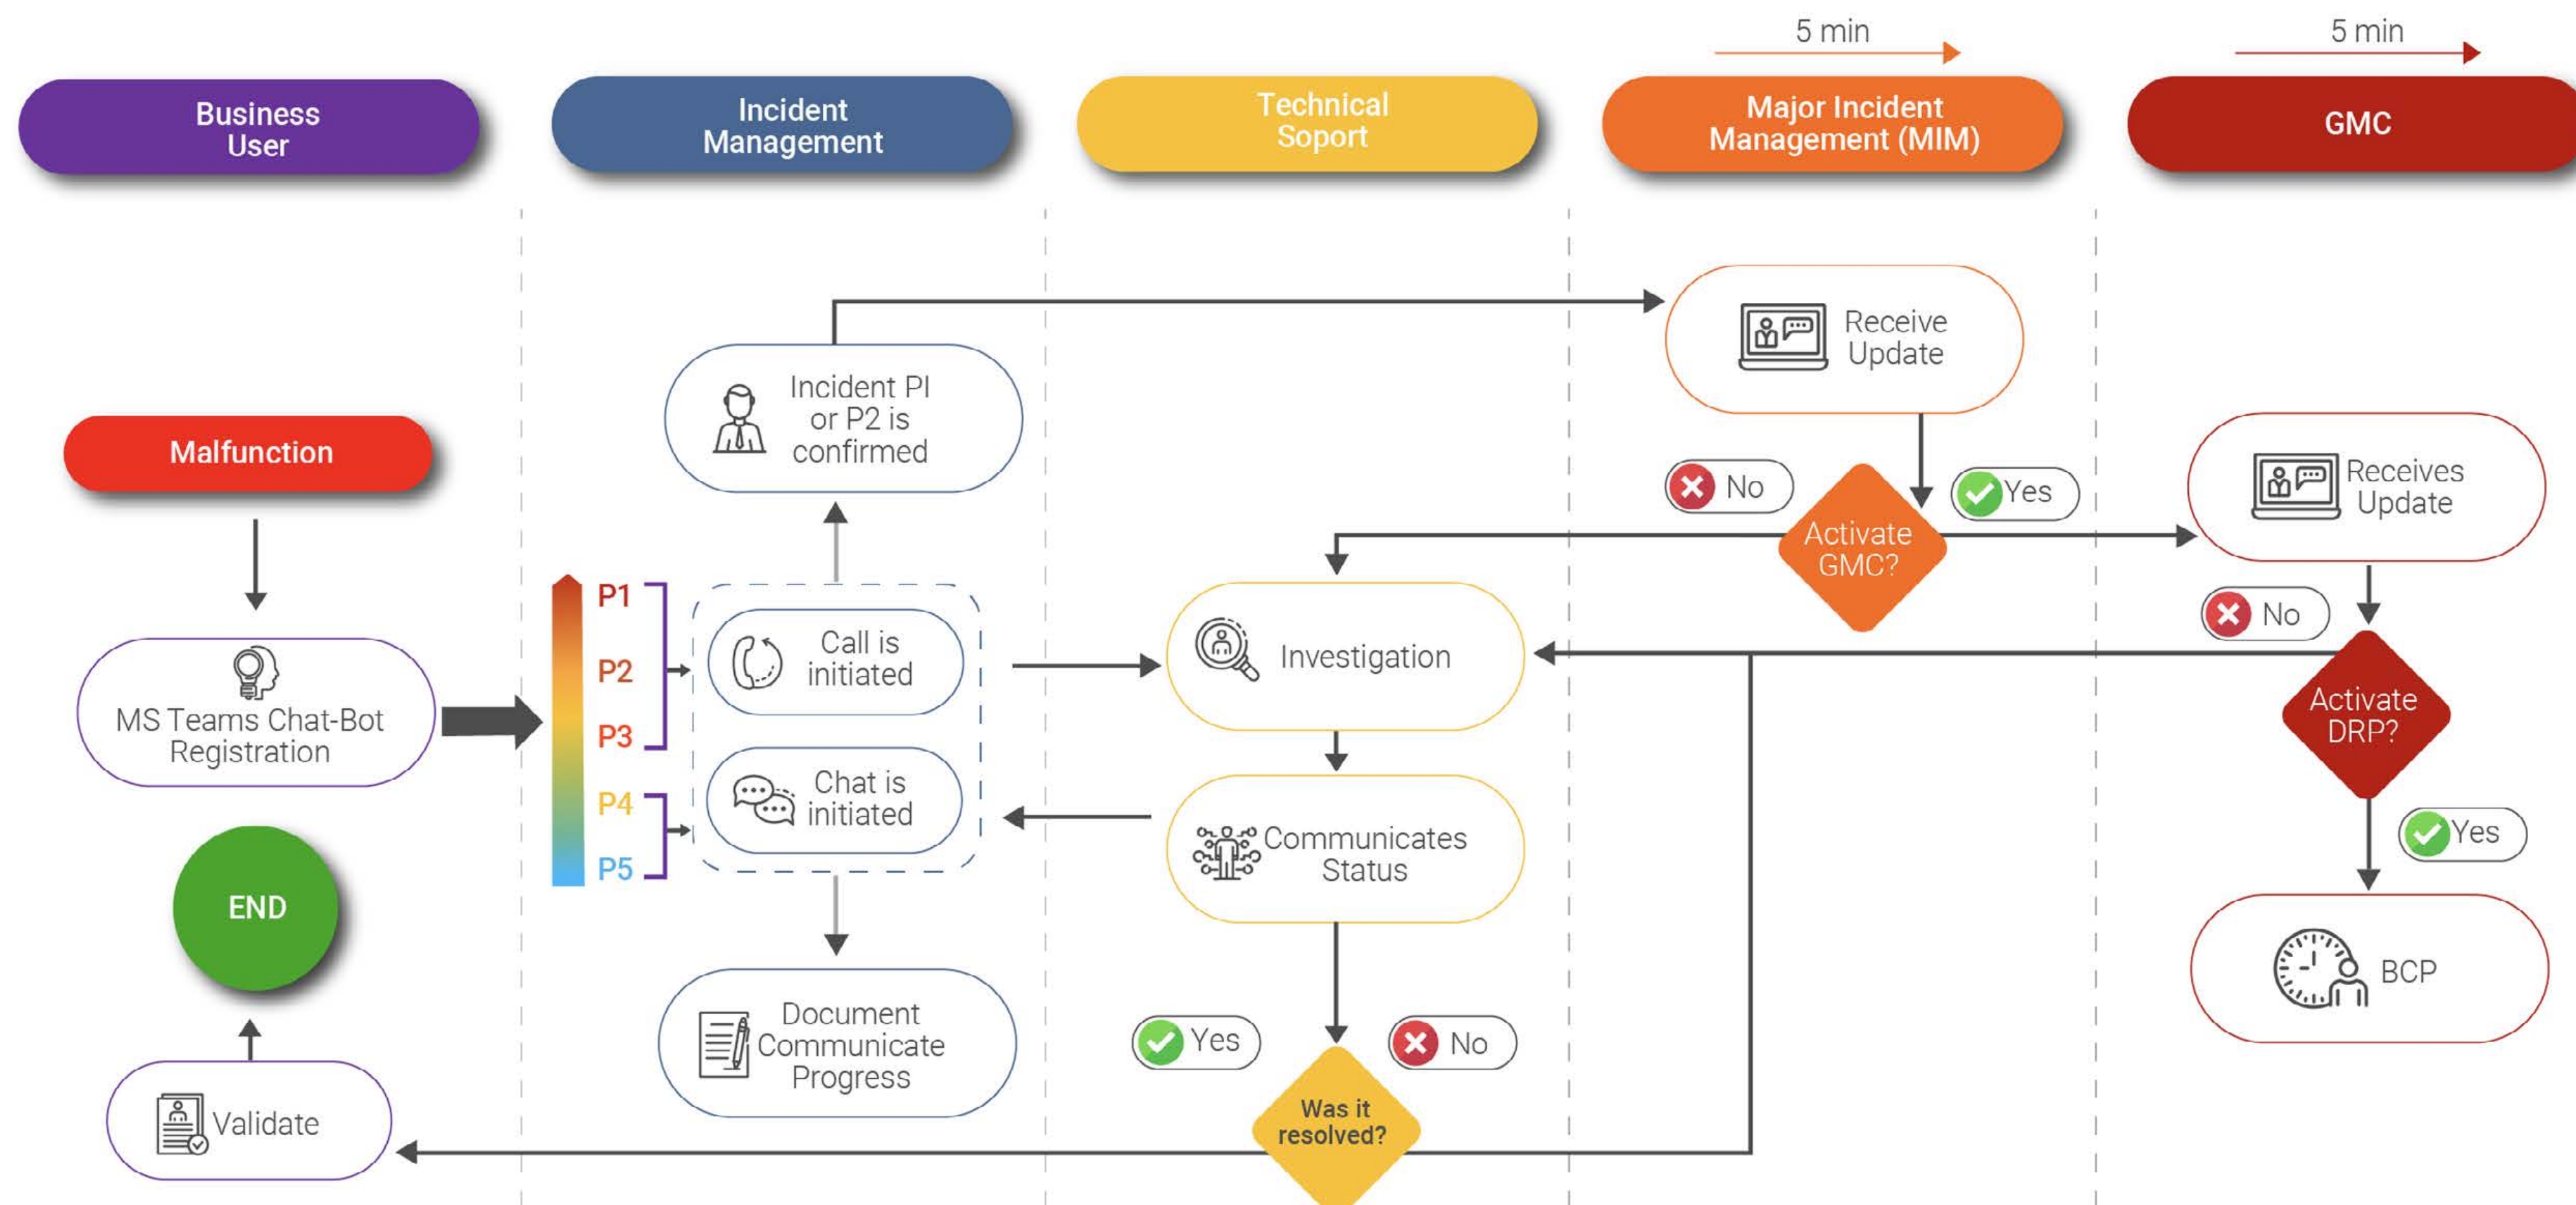 5 min
5 min
Business
User
Incident
Management
Technical
Soport
Major Incident
Management (MIM)
GMC
Malfunction
MS Teams Chat-Bot
Registration
END
Validate
P1
P2
P3
P4
P5
Incident PI
or P2 is
confirmed
Call is
initiated
Chat is
initiated
Document
Communicate
Progress
Investigation
Communicates
Status
Yes
No
Was it
resolved?
Receive
Update
No
Yes
Activate
GMC?
Receives
Update
No
Activate
DRP?
Yes
BCP